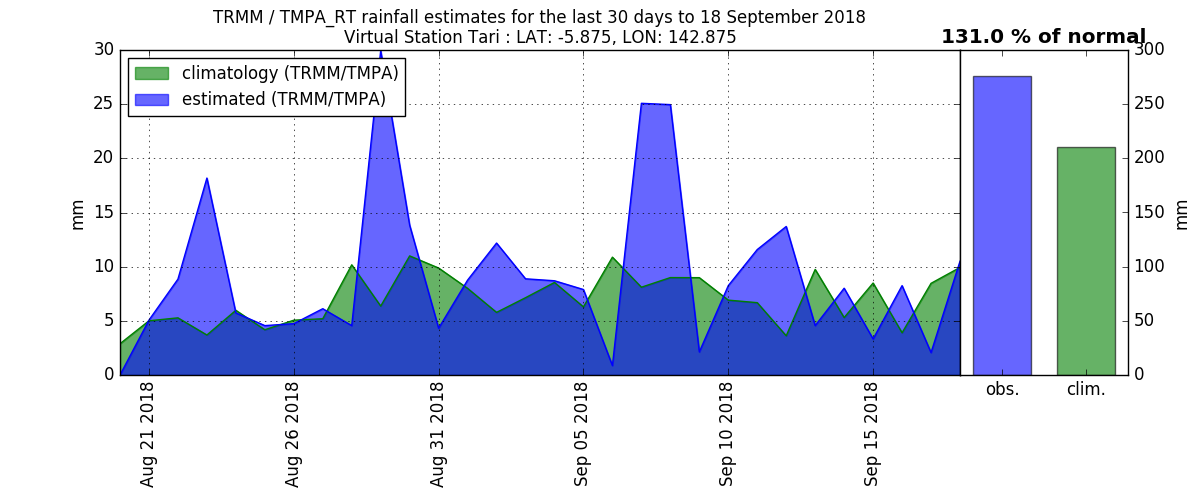 TRMM / TMPA_RT rainfall estimates for the last 30 days to 18 September 2018
Virtual Station Tari : LAT: -5.875, LON: 142.875
131.0 % of normal
climatology (TRMM/TMPA)
estimated (TRMM/TMPA)
30
25
20
15
10
5
0
mm
Aug 21 2018
Aug 26 2018
Aug 31 2018
Sep 05 2018
Sep 10 2018
Sep 15 2018
300
250
200
150
100
50
0
mm
obs.
clim.